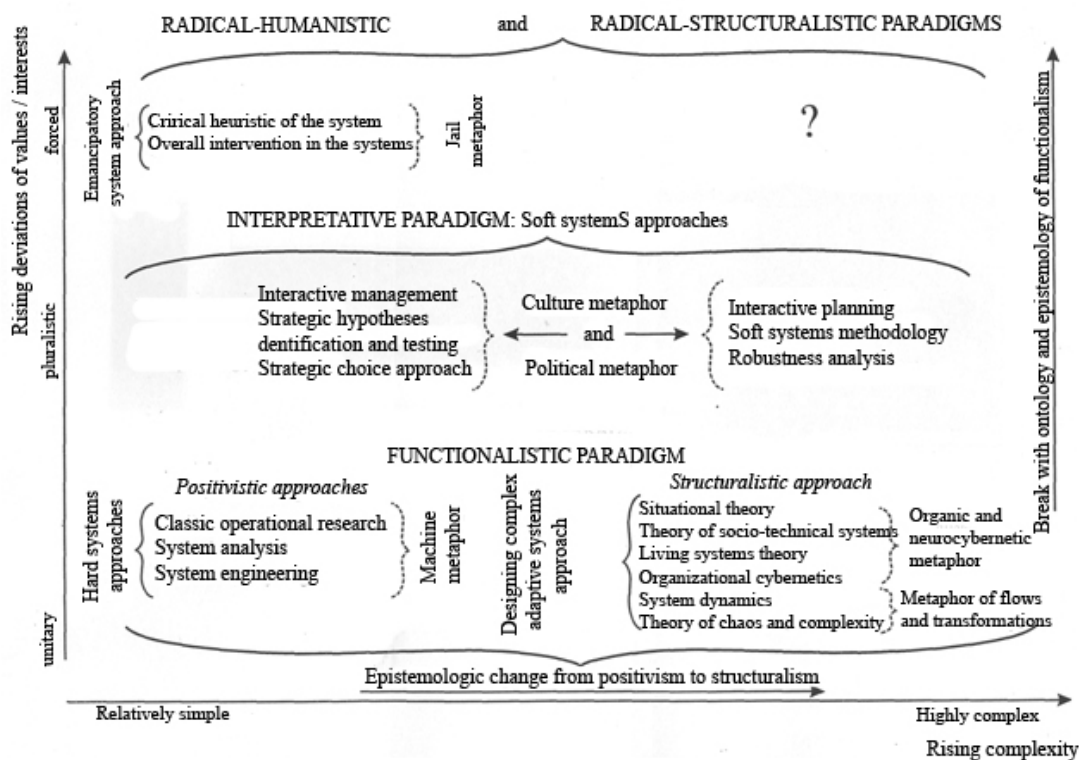 RADICAL-HUMANISTIC and RADICAL-STRUCTURALISTIC PARADIGMS
Rising deviations of values / interests
forced
pluralistic
unitary
Emancipatory
system approach
Crirical heuristic of the system
Overall intervention in the systems
Jail
metaphor
?
Break with ontology and epistemology of functionalism
INTERPRETATIVE PARADIGM: Soft systemS approaches
Interactive management
Strategic hypotheses
dentification and testing
Strategic choice approach
Culture metaphor
and
Political metaphor
Interactive planning
Soft systems methodology
Robustness analysis
FUNCTIONALISTIC PARADIGM
Hard systems
approaches
Positivistic approaches
Classic operational research
System analysis
System engineering
Machine
metaphor
Designing complex
adaptive systems
approach
Structuralistic approach
Situational theory
Theory of socio-technical systems
Living systems theory
Organizational cybernetics
System dynamics
Theory of chaos and complexity
Organic and
neurocybernetic
metaphor
Metaphor of flows
and transformations
Epistemologic change from positivism to structuralism
Relatively simple
Highly complex
Rising complexity